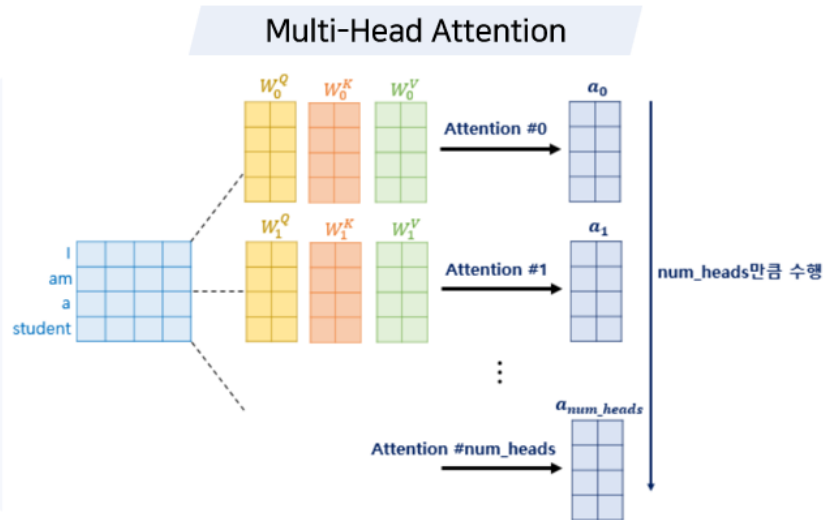 Multi-Head Attention
W_0^Q W_0^K W_0^V
Attention #0
a_0
W_1^Q W_1^K W_1^V
Attention #1
a_1
I
am
a
student
num_heads만큼 수행
⋮
a_num_heads
Attention #num_heads